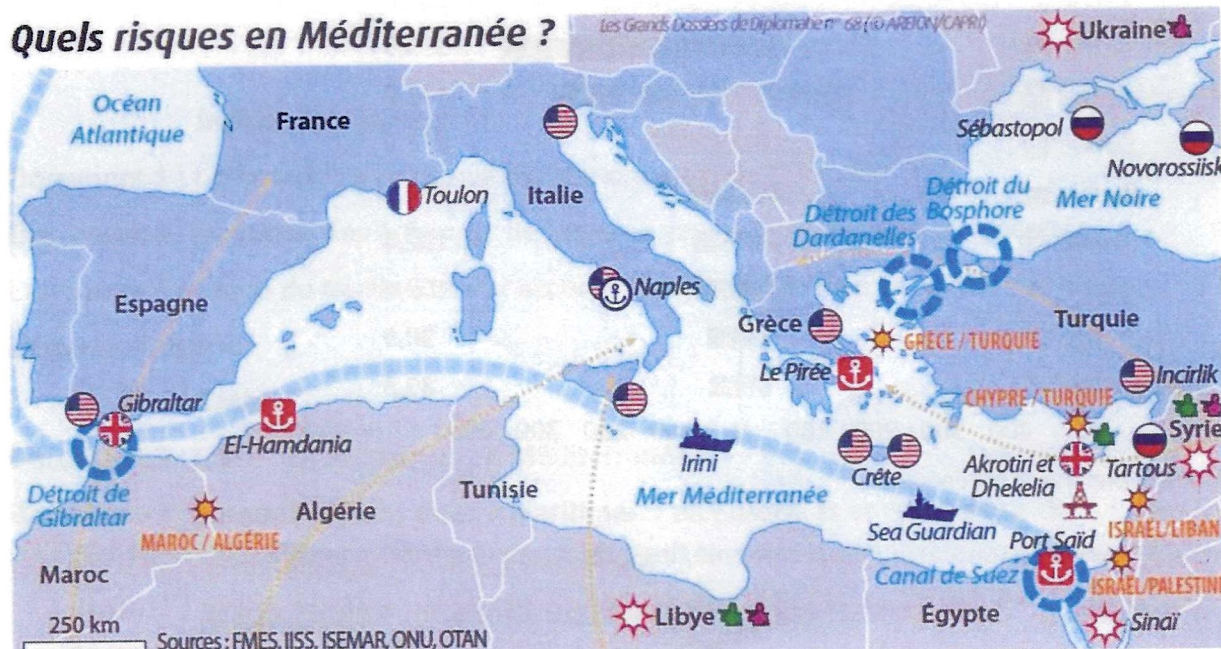 Quels risques en Méditerranée ?
Les Grands Dossiers de Diplomatie n° 68 (© AREION/CAPRI)
Ukraine
Océan
Atlantique
France
Sébastopol
Novorossiisk
Toulon
Italie
Détroit du
Bosphore
Mer Noire
Détroit des
Dardanelles
Espagne
Naples
Grèce
Turquie
GRÈCE / TURQUIE
Le Pirée
Incirlik
CHYPRE / TURQUIE
Gibraltar
Syrie
El-Hamdania
Irini
Crête
Akrotiri et
Dhekelia
Tartous
Détroit de
Gibraltar
Algérie
Tunisie
Mer Méditerranée
MAROC / ALGÉRIE
Sea Guardian
Port Saïd
ISRAËL/LIBAN
Maroc
Canal de Suez
ISRAËL/PALESTINE
Libye
Égypte
Sinaï
250 km
Sources : FMES, IISS, ISEMAR, ONU, OTAN